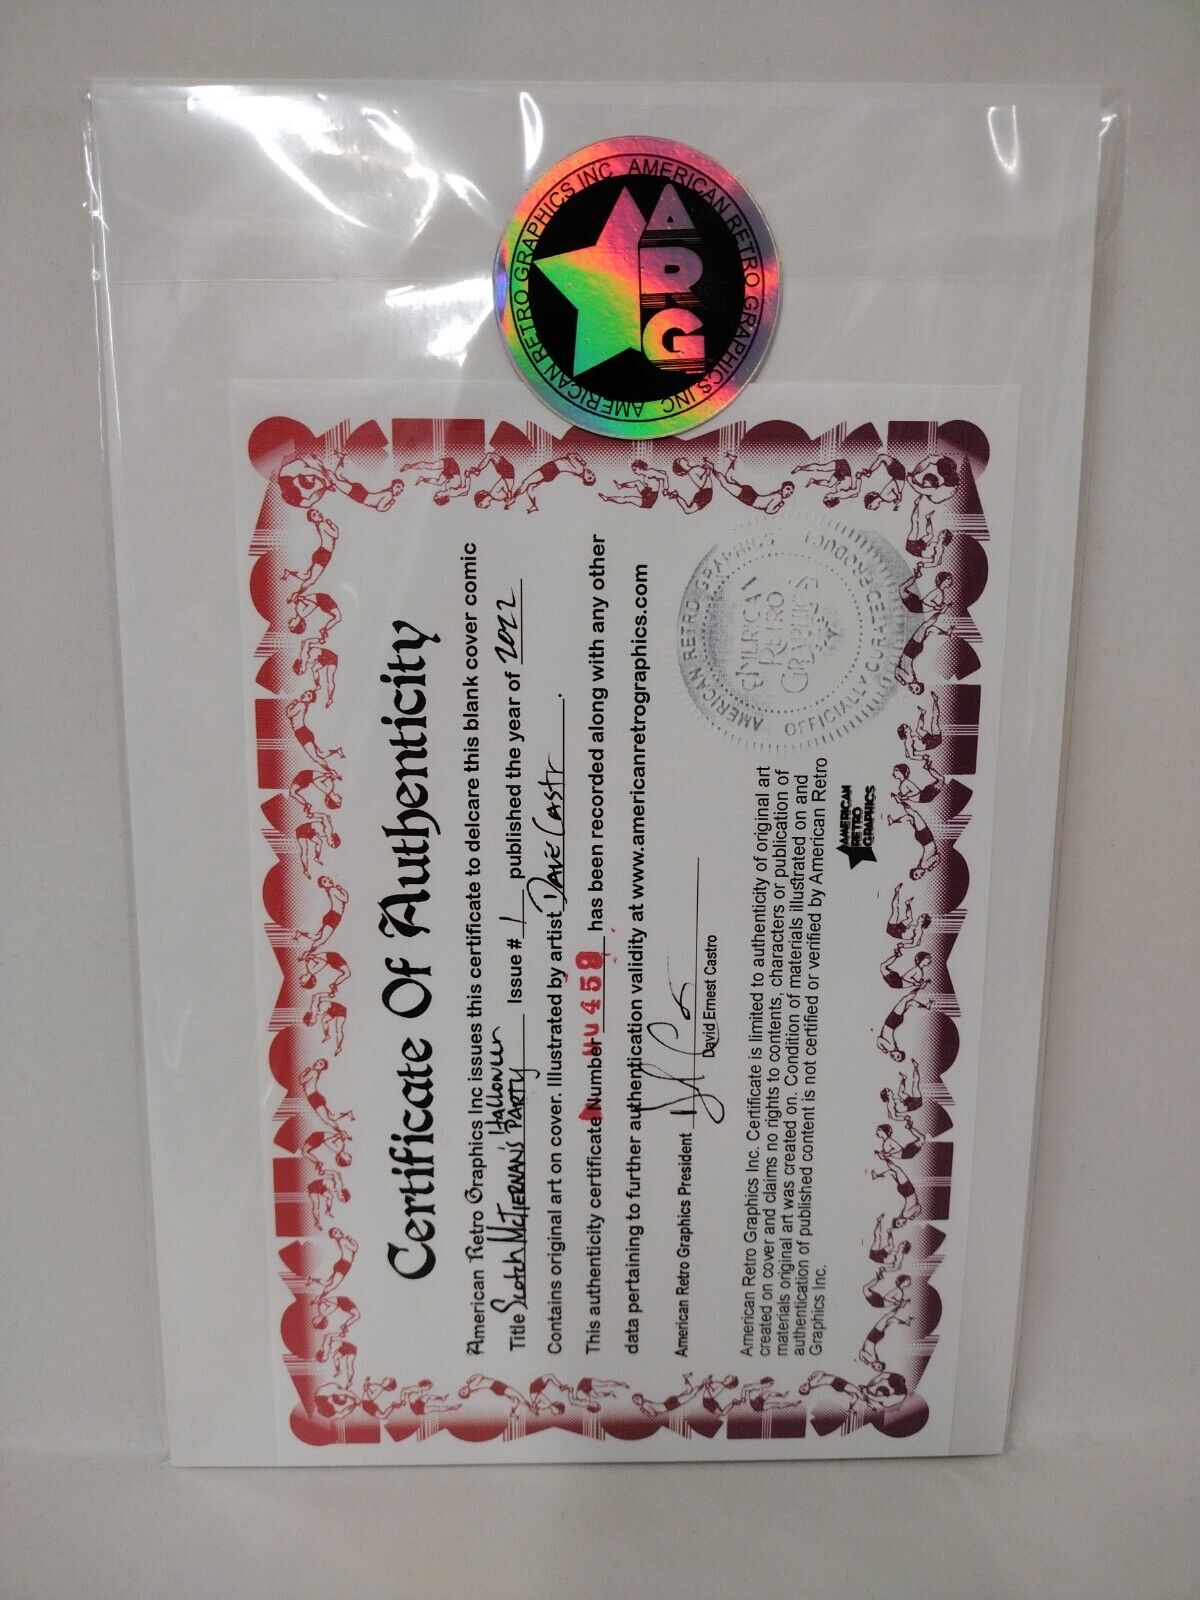 AMERICAN RETRO GRAPHICS INC AMERICAN RETRO GRAPHICS INC
ARG
Certificate Of Authenticity
American Retro Graphics Inc issues this certificate to delcare this blank cover comic
Title Scotch McTiernan's Halloween Party Issue # 1 published the year of 2022
Contains original art on cover. Illustrated by artist Dave Castr.
This authenticity certificate Number 459 has been recorded along with any other
data pertaining to further authentication validity at www.americanretrographics.com
American Retro Graphics President
David Ernest Castro
American Retro Graphics Inc. Certificate is limited to authenticity of original art
created on cover and claims no rights to contents, characters or publication of
materials original art was created on. Condition of materials illustrated on and
authentication of published content is not certified or verified by American Retro
Graphics Inc.
AMERICAN
RETRO
GRAPHICS
AMERICAN RETRO GRAPHICS
OFFICIALLY CURATED PRODUCT
AMERICAN
RETRO
GRAPHICS